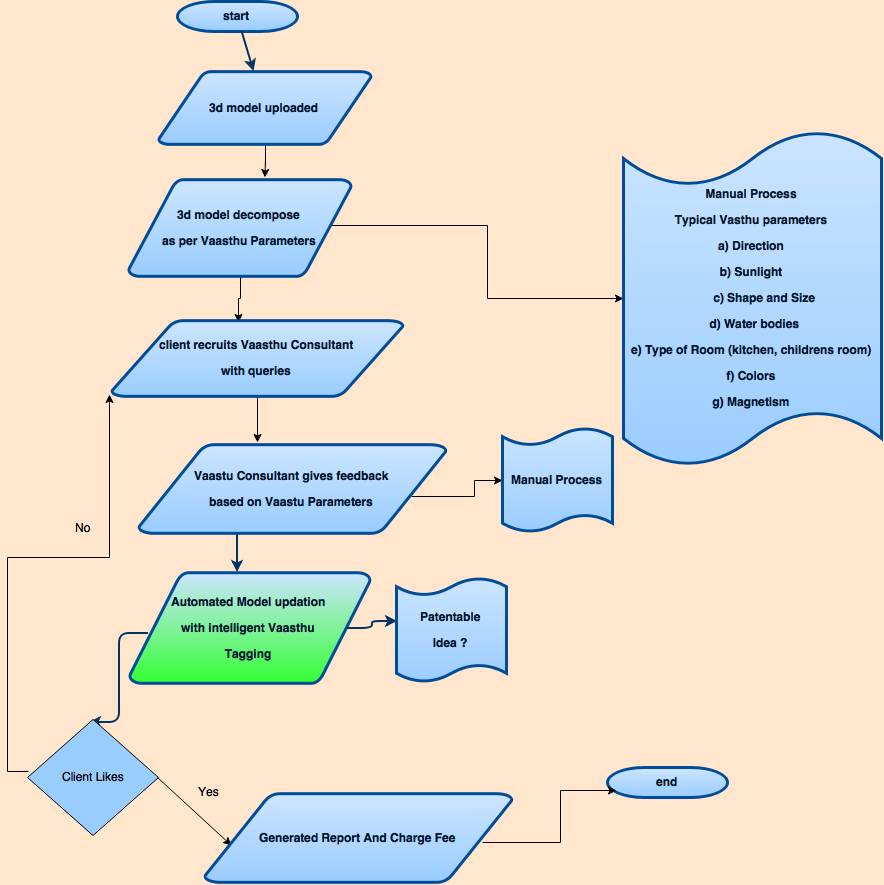 start
3d model uploaded
3d model decompose
as per Vaasthu Parameters
Manual Process
Typical Vasthu parameters
a) Direction
b) Sunlight
c) Shape and Size
d) Water bodies
e) Type of Room (kitchen, childrens room)
f) Colors
g) Magnetism
client recruits Vaasthu Consultant
with queries
Vaastu Consultant gives feedback
based on Vaastu Parameters
Manual Process
No
Automated Model updation
with intelligent Vaasthu
Tagging
Patentable
Idea ?
Client Likes
Yes
Generated Report And Charge Fee
end